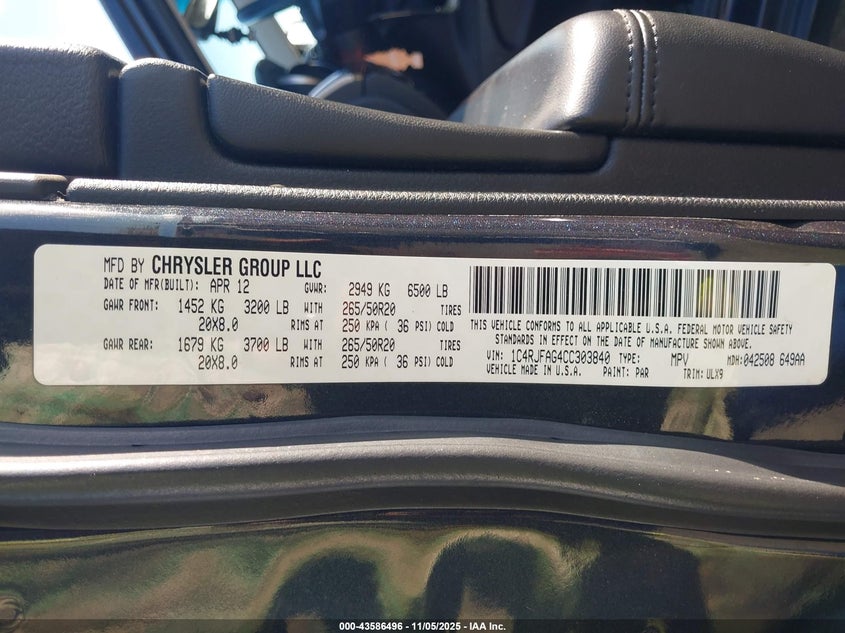 MFD BY CHRYSLER GROUP LLC
DATE OF MFR(BUILT): APR 12 GVWR: 2949 KG 6500 LB
GAWR FRONT: 1452 KG 3200 LB WITH 265/50R20 TIRES
20X8.0 RIMS AT 250 KPA ( 36 PSI) COLD
GAWR REAR: 1679 KG 3700 LB WITH 265/50R20 TIRES
20X8.0 RIMS AT 250 KPA ( 36 PSI) COLD
THIS VEHICLE CONFORMS TO ALL APPLICABLE U.S.A. FEDERAL MOTOR VEHICLE SAFETY
STANDARDS IN EFFECT ON THE DATE OF MANUFACTURE SHOWN ABOVE.
VIN: 1C4RJFAG4CC303840 TYPE: MPV MDH: 042508 649AA
VEHICLE MADE IN U.S.A. PAINT: PAR TRIM: ULX9
000-43586496 - 11/05/2025 - IAA Inc.